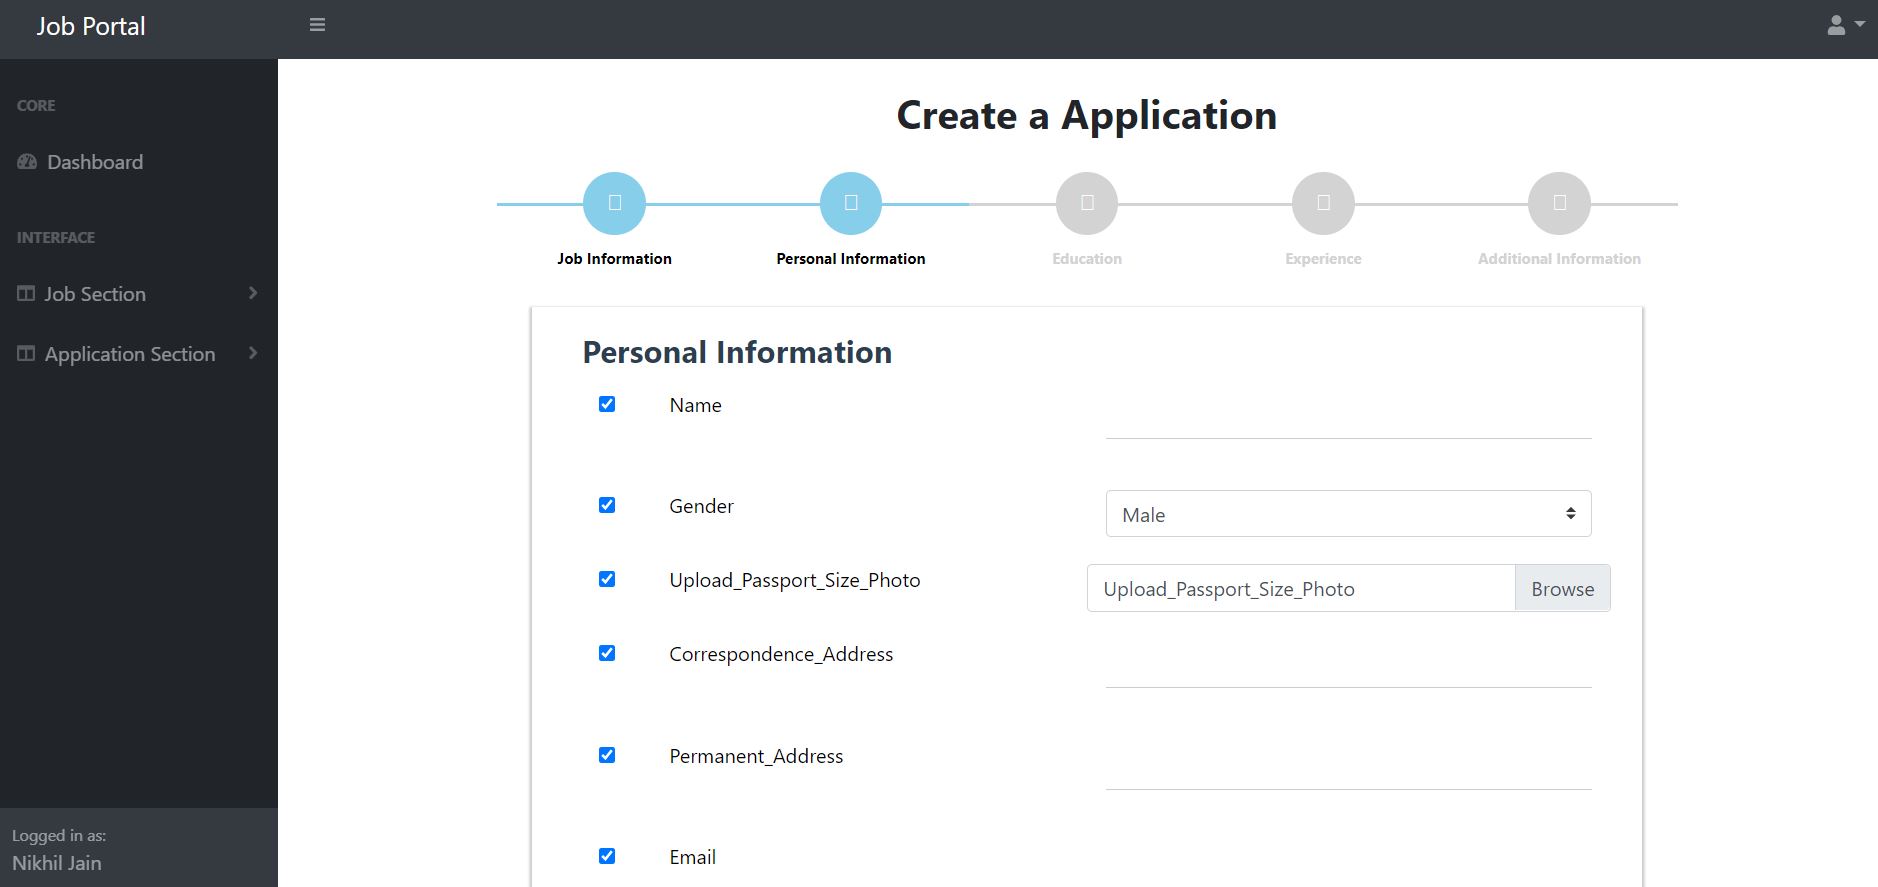 Job Portal
CORE
Dashboard
INTERFACE
Job Section
Application Section
Logged in as:
Nikhil Jain
Create a Application
Job Information
Personal Information
Education
Experience
Additional Information
Personal Information
Name
Gender
Male
Upload_Passport_Size_Photo
Upload_Passport_Size_Photo
Browse
Correspondence_Address
Permanent_Address
Email